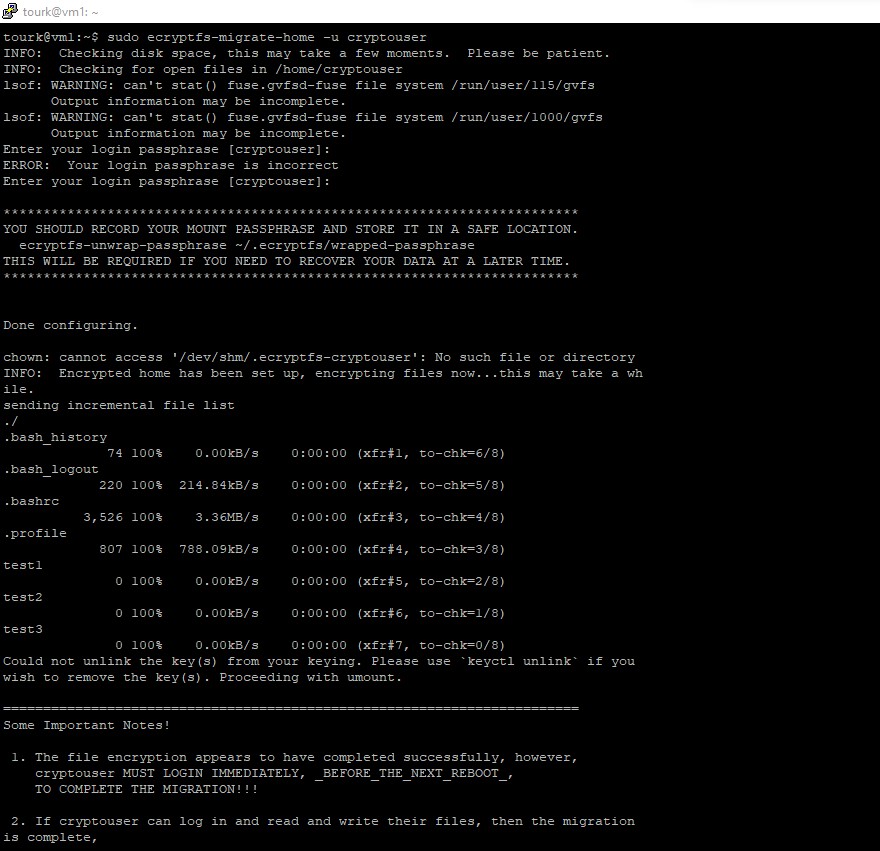 tourk@vm1: ~
tourk@vm1:~$ sudo ecryptfs-migrate-home -u cryptouser
INFO:  Checking disk space, this may take a few moments.  Please be patient.
INFO:  Checking for open files in /home/cryptouser
lsof: WARNING: can't stat() fuse.gvfsd-fuse file system /run/user/115/gvfs
      Output information may be incomplete.
lsof: WARNING: can't stat() fuse.gvfsd-fuse file system /run/user/1000/gvfs
      Output information may be incomplete.
Enter your login passphrase [cryptouser]:
ERROR:  Your login passphrase is incorrect
Enter your login passphrase [cryptouser]:
************************************************************************
YOU SHOULD RECORD YOUR MOUNT PASSPHRASE AND STORE IT IN A SAFE LOCATION.
  ecryptfs-unwrap-passphrase ~/.ecryptfs/wrapped-passphrase
THIS WILL BE REQUIRED IF YOU NEED TO RECOVER YOUR DATA AT A LATER TIME.
************************************************************************
Done configuring.
chown: cannot access '/dev/shm/.ecryptfs-cryptouser': No such file or directory
INFO:  Encrypted home has been set up, encrypting files now...this may take a wh
ile.
sending incremental file list
./
.bash_history
             74 100%    0.00kB/s    0:00:00 (xfr#1, to-chk=6/8)
.bash_logout
            220 100%  214.84kB/s    0:00:00 (xfr#2, to-chk=5/8)
.bashrc
          3,526 100%    3.36MB/s    0:00:00 (xfr#3, to-chk=4/8)
.profile
            807 100%  788.09kB/s    0:00:00 (xfr#4, to-chk=3/8)
test1
              0 100%    0.00kB/s    0:00:00 (xfr#5, to-chk=2/8)
test2
              0 100%    0.00kB/s    0:00:00 (xfr#6, to-chk=1/8)
test3
              0 100%    0.00kB/s    0:00:00 (xfr#7, to-chk=0/8)
Could not unlink the key(s) from your keying. Please use `keyctl unlink` if you
wish to remove the key(s). Proceeding with umount.
========================================================================
Some Important Notes!
 1. The file encryption appears to have completed successfully, however,
    cryptouser MUST LOGIN IMMEDIATELY, _BEFORE_THE_NEXT_REBOOT_,
    TO COMPLETE THE MIGRATION!!!
 2. If cryptouser can log in and read and write their files, then the migration
is complete,